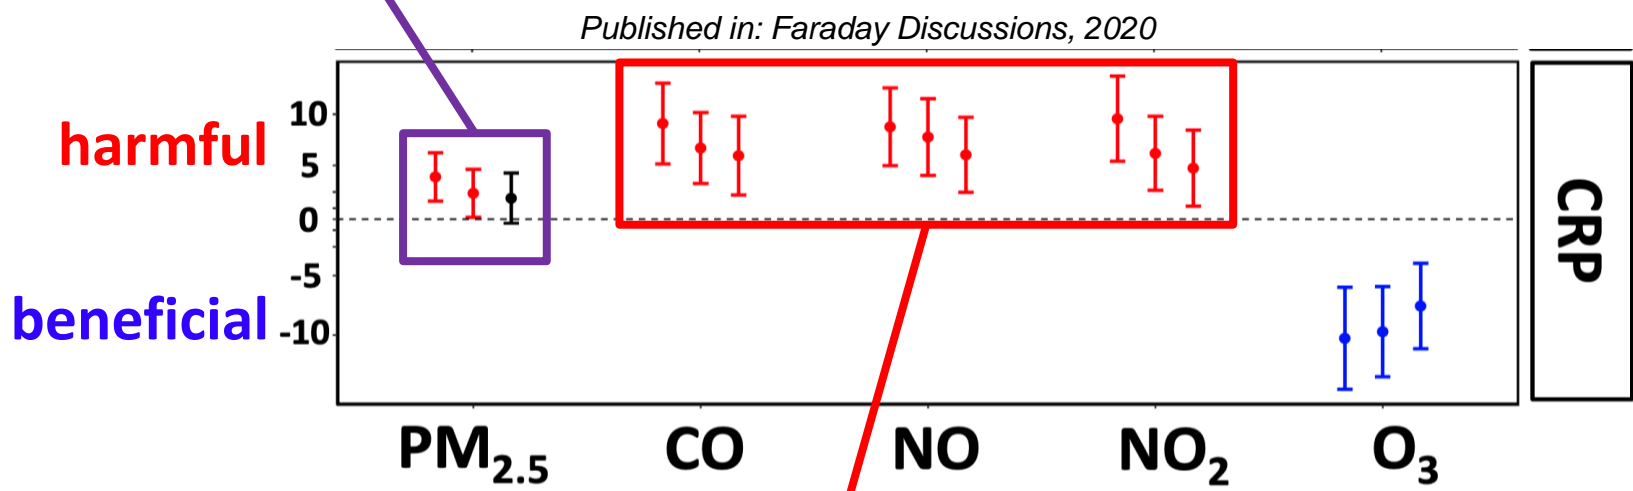 Published in: Faraday Discussions, 2020
harmful
beneficial
10
5
0
-5
-10
CRP
PM2.5
CO
NO
NO2
O3